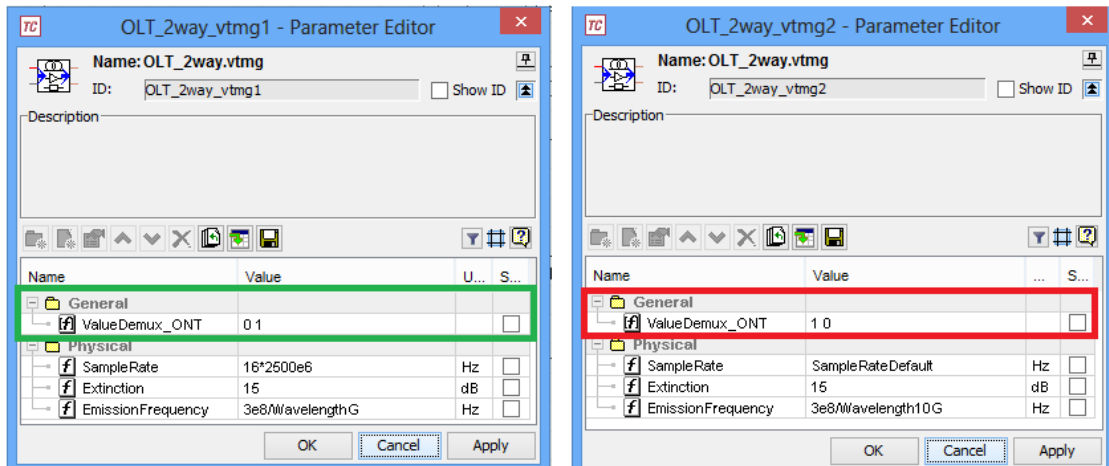 TC OLT_2way_vtmg1 - Parameter Editor ×
Name: OLT_2way.vtmg
ID: OLT_2way_vtmg1 Show ID
Description
Name Value U... S...
General
ValueDemux_ONT 0 1
Physical
SampleRate 16*2500e6 Hz
Extinction 15 dB
EmissionFrequency 3e8/WavelengthG Hz
OK Cancel Apply
TC OLT_2way_vtmg2 - Parameter Editor ×
Name: OLT_2way.vtmg
ID: OLT_2way_vtmg2 Show ID
Description
Name Value ... S...
General
ValueDemux_ONT 1 0
Physical
SampleRate SampleRateDefault Hz
Extinction 15 dB
EmissionFrequency 3e8/Wavelength10G Hz
OK Cancel Apply